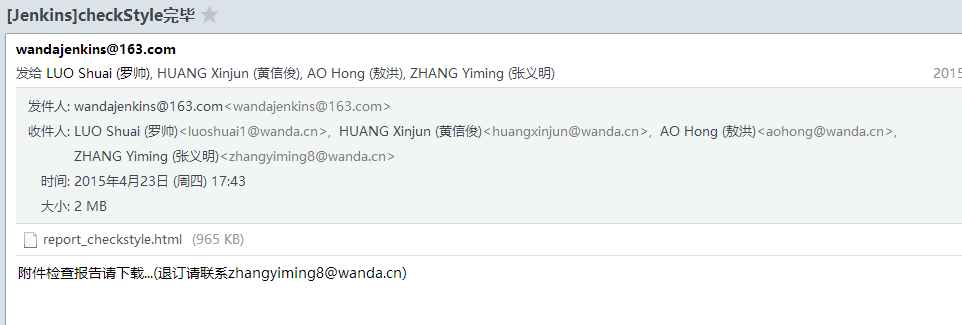 [Jenkins]checkStyle完毕
wandajenkins@163.com
发给 LUO Shuai (罗帅), HUANG Xinjun (黄信俊), AO Hong (敖洪), ZHANG Yiming (张义明) 2015
发件人: wandajenkins@163.com<wandajenkins@163.com>
收件人: LUO Shuai (罗帅)<luoshuai1@wanda.cn>, HUANG Xinjun (黄信俊)<huangxinjun@wanda.cn>, AO Hong (敖洪)<aohong@wanda.cn>,
ZHANG Yiming (张义明)<zhangyiming8@wanda.cn>
时间: 2015年4月23日 (周四) 17:43
大小: 2 MB
report_checkstyle.html (965 KB)
附件检查报告请下载...(退订请联系zhangyiming8@wanda.cn)